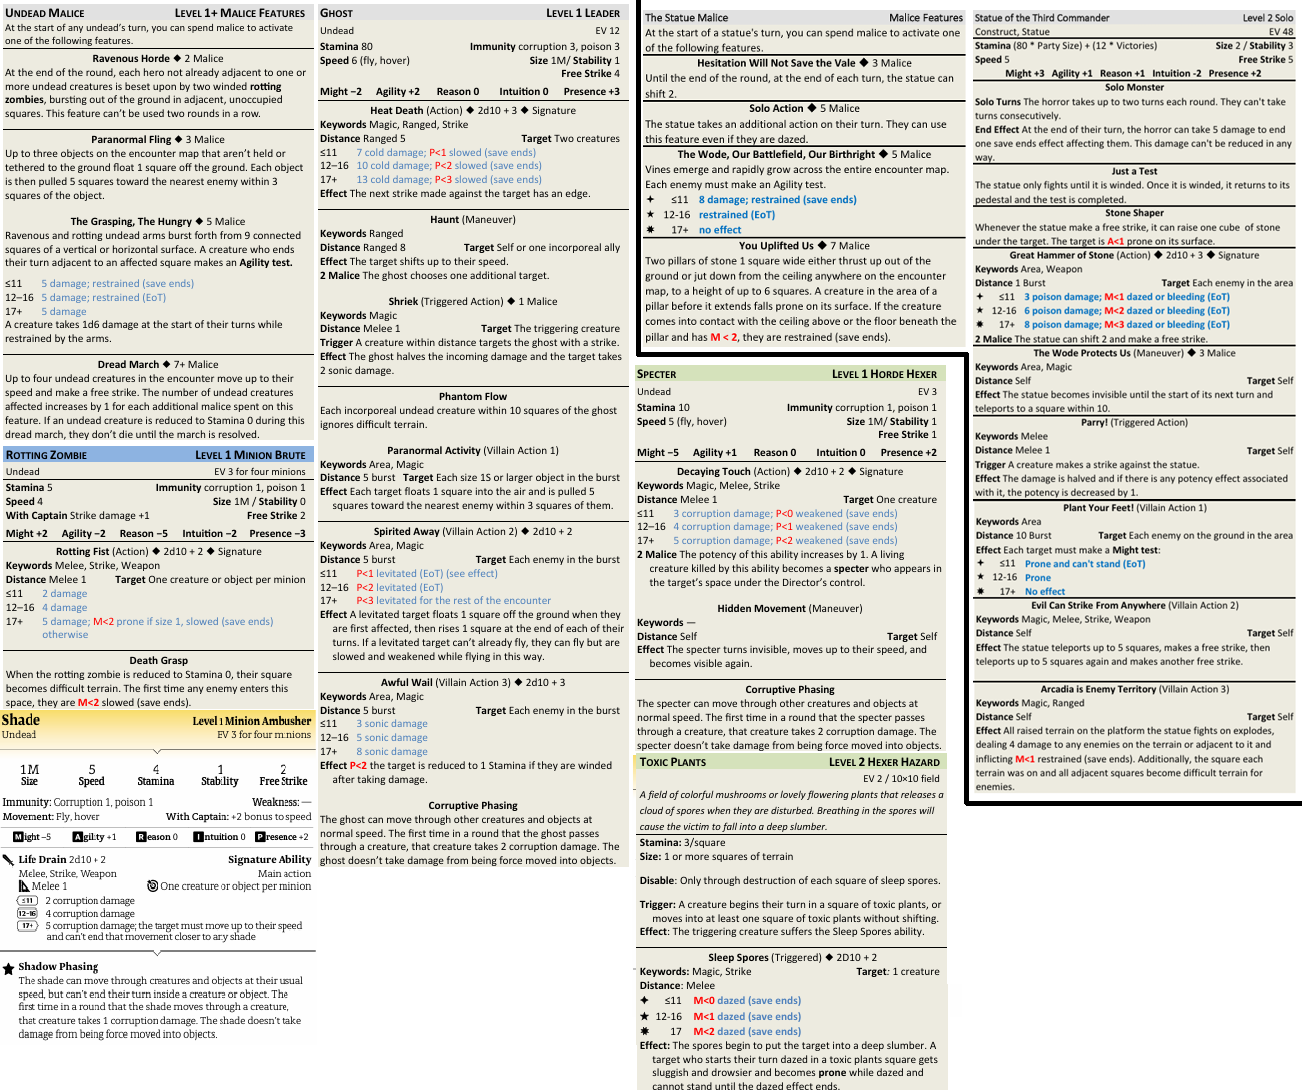 UNDEAD MALICE LEVEL 1+ MALICE FEATURES
At the start of any undead's turn, you can spend malice to activate
one of the following features.
Ravenous Horde ◆ 2 Malice
At the end of the round, each hero not already adjacent to one or
more undead creatures is beset upon by two winded rotting
zombies, bursting out of the ground in adjacent, unoccupied
squares. This feature can't be used two rounds in a row.
Paranormal Fling ◆ 3 Malice
Up to three objects on the encounter map that aren't held or
tethered to the ground float 1 square off the ground. Each object
is then pulled 5 squares toward the nearest enemy within 3
squares of the object.
The Grasping, The Hungry ◆ 5 Malice
Ravenous and rotting undead arms burst forth from 9 connected
squares of a vertical or horizontal surface. A creature who ends
their turn adjacent to an affected square makes an Agility test.
≤11 5 damage; restrained (save ends)
12–16 5 damage; restrained (EoT)
17+ 5 damage
A creature takes 1d6 damage at the start of their turns while
restrained by the arms.
Dread March ◆ 7+ Malice
Up to four undead creatures in the encounter move up to their
speed and make a free strike. The number of undead creatures
affected increases by 1 for each additional malice spent on this
feature. If an undead creature is reduced to Stamina 0 during this
dread march, they don't die until the march is resolved.
ROTTING ZOMBIE LEVEL 1 MINION BRUTE
Undead EV 3 for four minions
Stamina 5 Immunity corruption 1, poison 1
Speed 4 Size 1M / Stability 0
With Captain Strike damage +1 Free Strike 2
Might +2 Agility −2 Reason −5 Intuition −2 Presence −3
Rotting Fist (Action) ◆ 2d10 + 2 ◆ Signature
Keywords Melee, Strike, Weapon
Distance Melee 1 Target One creature or object per minion
≤11 2 damage
12–16 4 damage
17+ 5 damage; M<2 prone if size 1, slowed (save ends)
otherwise
Death Grasp
When the rotting zombie is reduced to Stamina 0, their square
becomes difficult terrain. The first time any enemy enters this
space, they are M<2 slowed (save ends).
Shade Level 1 Minion Ambusher
Undead EV 3 for four minions
1M 5 4 1 2
Size Speed Stamina Stability Free Strike
Immunity: Corruption 1, poison 1 Weakness: —
Movement: Fly, hover With Captain: +2 bonus to speed
Might −5 Agility +1 Reason 0 Intuition 0 Presence +2
Life Drain 2d10 + 2 Signature Ability
Melee, Strike, Weapon Main action
Melee 1 One creature or object per minion
≤11 2 corruption damage
12-16 4 corruption damage
17+ 5 corruption damage; the target must move up to their speed
and can't end that movement closer to any shade
Shadow Phasing
The shade can move through creatures and objects at their usual
speed, but can't end their turn inside a creature or object. The
first time in a round that the shade moves through a creature,
that creature takes 1 corruption damage. The shade doesn't take
damage from being force moved into objects.
GHOST LEVEL 1 LEADER
Undead EV 12
Stamina 80 Immunity corruption 3, poison 3
Speed 6 (fly, hover) Size 1M/ Stability 1
Free Strike 4
Might −2 Agility +2 Reason 0 Intuition 0 Presence +3
Heat Death (Action) ◆ 2d10 + 3 ◆ Signature
Keywords Magic, Ranged, Strike
Distance Ranged 5 Target Two creatures
≤11 7 cold damage; P<1 slowed (save ends)
12–16 10 cold damage; P<2 slowed (save ends)
17+ 13 cold damage; P<3 slowed (save ends)
Effect The next strike made against the target has an edge.
Haunt (Maneuver)
Keywords Ranged
Distance Ranged 8 Target Self or one incorporeal ally
Effect The target shifts up to their speed.
2 Malice The ghost chooses one additional target.
Shriek (Triggered Action) ◆ 1 Malice
Keywords Magic
Distance Melee 1 Target The triggering creature
Trigger A creature within distance targets the ghost with a strike.
Effect The ghost halves the incoming damage and the target takes
2 sonic damage.
Phantom Flow
Each incorporeal undead creature within 10 squares of the ghost
ignores difficult terrain.
Paranormal Activity (Villain Action 1)
Keywords Area, Magic
Distance 5 burst Target Each size 1S or larger object in the burst
Effect Each target floats 1 square into the air and is pulled 5
squares toward the nearest enemy within 3 squares of them.
Spirited Away (Villain Action 2) ◆ 2d10 + 2
Keywords Area, Magic
Distance 5 burst Target Each enemy in the burst
≤11 P<1 levitated (EoT) (see effect)
12–16 P<2 levitated (EoT)
17+ P<3 levitated for the rest of the encounter
Effect A levitated target floats 1 square off the ground when they
are first affected, then rises 1 square at the end of each of their
turns. If a levitated target can't already fly, they can fly but are
slowed and weakened while flying in this way.
Awful Wail (Villain Action 3) ◆ 2d10 + 3
Keywords Area, Magic
Distance 5 burst Target Each enemy in the burst
≤11 3 sonic damage
12–16 5 sonic damage
17+ 8 sonic damage
Effect P<2 the target is reduced to 1 Stamina if they are winded
after taking damage.
Corruptive Phasing
The ghost can move through other creatures and objects at
normal speed. The first time in a round that the ghost passes
through a creature, that creature takes 2 corruption damage. The
ghost doesn't take damage from being force moved into objects.
The Statue Malice Malice Features
At the start of a statue's turn, you can spend malice to activate one
of the following features.
Hesitation Will Not Save the Vale ◆ 3 Malice
Until the end of the round, at the end of each turn, the statue can
shift 2.
Solo Action ◆ 5 Malice
The statue takes an additional action on their turn. They can use
this feature even if they are dazed.
The Wode, Our Battlefield, Our Birthright ◆ 5 Malice
Vines emerge and rapidly grow across the entire encounter map.
Each enemy must make an Agility test.
✦ ≤11 8 damage; restrained (save ends)
★ 12-16 restrained (EoT)
✸ 17+ no effect
You Uplifted Us ◆ 7 Malice
Two pillars of stone 1 square wide either thrust up out of the
ground or jut down from the ceiling anywhere on the encounter
map, to a height of up to 6 squares. A creature in the area of a
pillar before it extends falls prone on its surface. If the creature
comes into contact with the ceiling above or the floor beneath the
pillar and has M < 2, they are restrained (save ends).
SPECTER LEVEL 1 HORDE HEXER
Undead EV 3
Stamina 10 Immunity corruption 1, poison 1
Speed 5 (fly, hover) Size 1M/ Stability 1
Free Strike 1
Might −5 Agility +1 Reason 0 Intuition 0 Presence +2
Decaying Touch (Action) ◆ 2d10 + 2 ◆ Signature
Keywords Magic, Melee, Strike
Distance Melee 1 Target One creature
≤11 3 corruption damage; P<0 weakened (save ends)
12–16 4 corruption damage; P<1 weakened (save ends)
17+ 5 corruption damage; P<2 weakened (save ends)
2 Malice The potency of this ability increases by 1. A living
creature killed by this ability becomes a specter who appears in
the target's space under the Director's control.
Hidden Movement (Maneuver)
Keywords —
Distance Self Target Self
Effect The specter turns invisible, moves up to their speed, and
becomes visible again.
Corruptive Phasing
The specter can move through other creatures and objects at
normal speed. The first time in a round that the specter passes
through a creature, that creature takes 2 corruption damage. The
specter doesn't take damage from being force moved into objects.
TOXIC PLANTS LEVEL 2 HEXER HAZARD
EV 2 / 10×10 field
A field of colorful mushrooms or lovely flowering plants that releases a
cloud of spores when they are disturbed. Breathing in the spores will
cause the victim to fall into a deep slumber.
Stamina: 3/square
Size: 1 or more squares of terrain
Disable: Only through destruction of each square of sleep spores.
Trigger: A creature begins their turn in a square of toxic plants, or
moves into at least one square of toxic plants without shifting.
Effect: The triggering creature suffers the Sleep Spores ability.
Sleep Spores (Triggered) ◆ 2D10 + 2
Keywords: Magic, Strike Target: 1 creature
Distance: Melee
✦ ≤11 M<0 dazed (save ends)
★ 12-16 M<1 dazed (save ends)
✸ 17 M<2 dazed (save ends)
Effect: The spores begin to put the target into a deep slumber. A
target who starts their turn dazed in a toxic plants square gets
sluggish and drowsier and becomes prone while dazed and
cannot stand until the dazed effect ends.
Statue of the Third Commander Level 2 Solo
Construct, Statue EV 48
Stamina (80 * Party Size) + (12 * Victories) Size 2 / Stability 3
Speed 5 Free Strike 5
Might +3 Agility +1 Reason +1 Intuition -2 Presence +2
Solo Monster
Solo Turns The horror takes up to two turns each round. They can't take
turns consecutively.
End Effect At the end of their turn, the horror can take 5 damage to end
one save ends effect affecting them. This damage can't be reduced in any
way.
Just a Test
The statue only fights until it is winded. Once it is winded, it returns to its
pedestal and the test is completed.
Stone Shaper
Whenever the statue make a free strike, it can raise one cube of stone
under the target. The target is A<1 prone on its surface.
Great Hammer of Stone (Action) ◆ 2d10 + 3 ◆ Signature
Keywords Area, Weapon
Distance 1 Burst Target Each enemy in the area
✦ ≤11 3 poison damage; M<1 dazed or bleeding (EoT)
★ 12-16 6 poison damage; M<2 dazed or bleeding (EoT)
✸ 17+ 8 poison damage; M<3 dazed or bleeding (EoT)
2 Malice The statue can shift 2 and make a free strike.
The Wode Protects Us (Maneuver) ◆ 3 Malice
Keywords Area, Magic
Distance Self Target Self
Effect The statue becomes invisible until the start of its next turn and
teleports to a square within 10.
Parry! (Triggered Action)
Keywords Melee
Distance Melee 1 Target Self
Trigger A creature makes a strike against the statue.
Effect The damage is halved and if there is any potency effect associated
with it, the potency is decreased by 1.
Plant Your Feet! (Villain Action 1)
Keywords Area
Distance 10 Burst Target Each enemy on the ground in the area
Effect Each target must make a Might test:
✦ ≤11 Prone and can't stand (EoT)
★ 12-16 Prone
✸ 17+ No effect
Evil Can Strike From Anywhere (Villain Action 2)
Keywords Magic, Melee, Strike, Weapon
Distance Self Target Self
Effect The statue teleports up to 5 squares, makes a free strike, then
teleports up to 5 squares again and makes another free strike.
Arcadia is Enemy Territory (Villain Action 3)
Keywords Magic, Ranged
Distance Self Target Self
Effect All raised terrain on the platform the statue fights on explodes,
dealing 4 damage to any enemies on the terrain or adjacent to it and
inflicting M<1 restrained (save ends). Additionally, the square each
terrain was on and all adjacent squares become difficult terrain for
enemies.